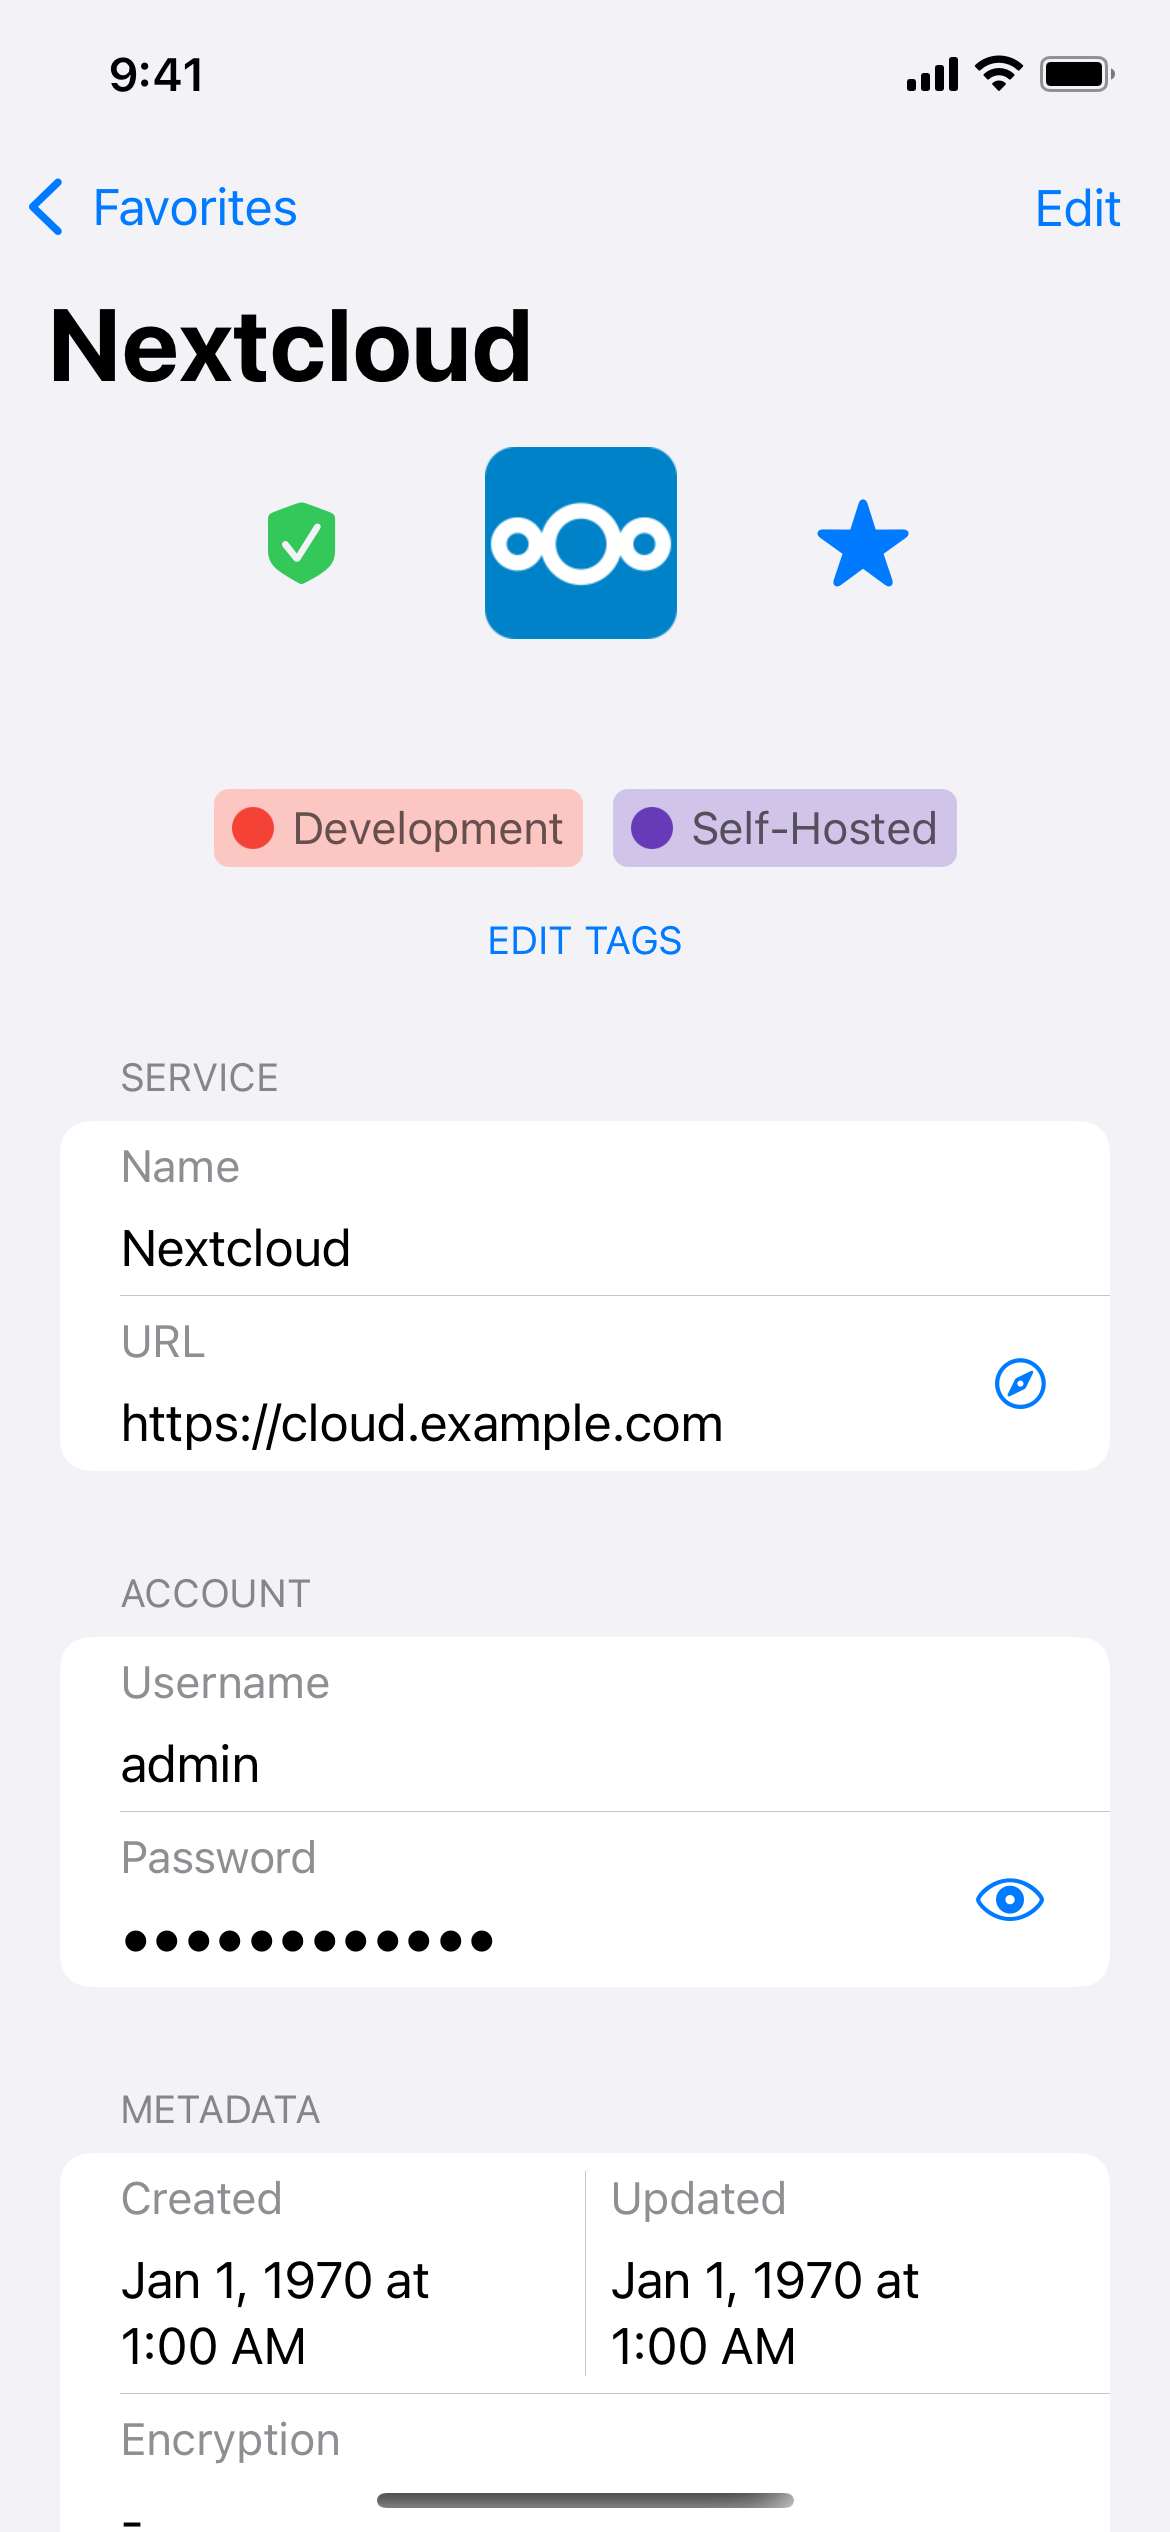 9:41
Favorites
Edit
Nextcloud
Development
Self-Hosted
EDIT TAGS
SERVICE
Name
Nextcloud
URL
https://cloud.example.com
ACCOUNT
Username
admin
Password
●●●●●●●●●●●●
METADATA
Created
Jan 1, 1970 at
1:00 AM
Updated
Jan 1, 1970 at
1:00 AM
Encryption
-